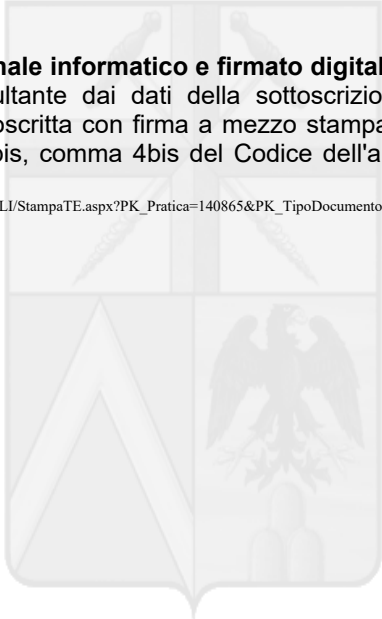 nale informatico e firmato digital
ultante dai dati della sottoscrizio
oscritta con firma a mezzo stampa
bis, comma 4bis del Codice dell'a
LI/StampaTE.aspx?PK_Pratica=140865&PK_TipoDocumento